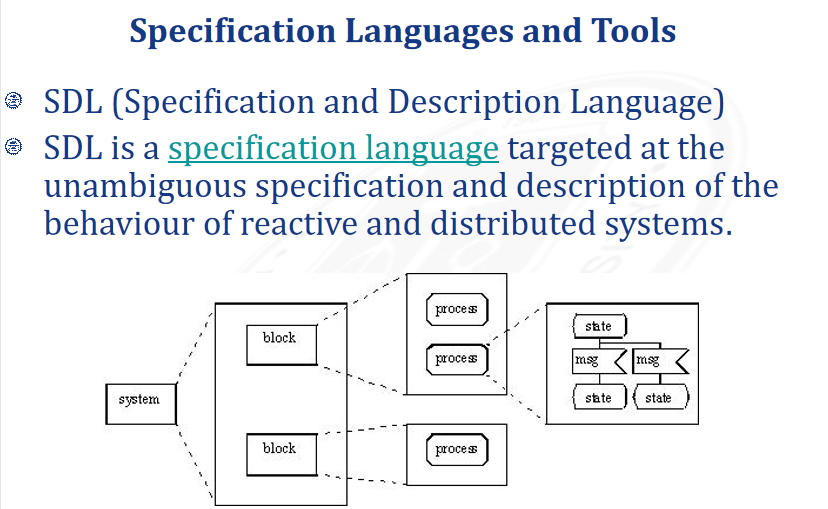 Specification Languages and Tools
SDL (Specification and Description Language)
SDL is a specification language targeted at the
unambiguous specification and description of the
behaviour of reactive and distributed systems.
system
block
block
process
process
process
state
msg
msg
state
state